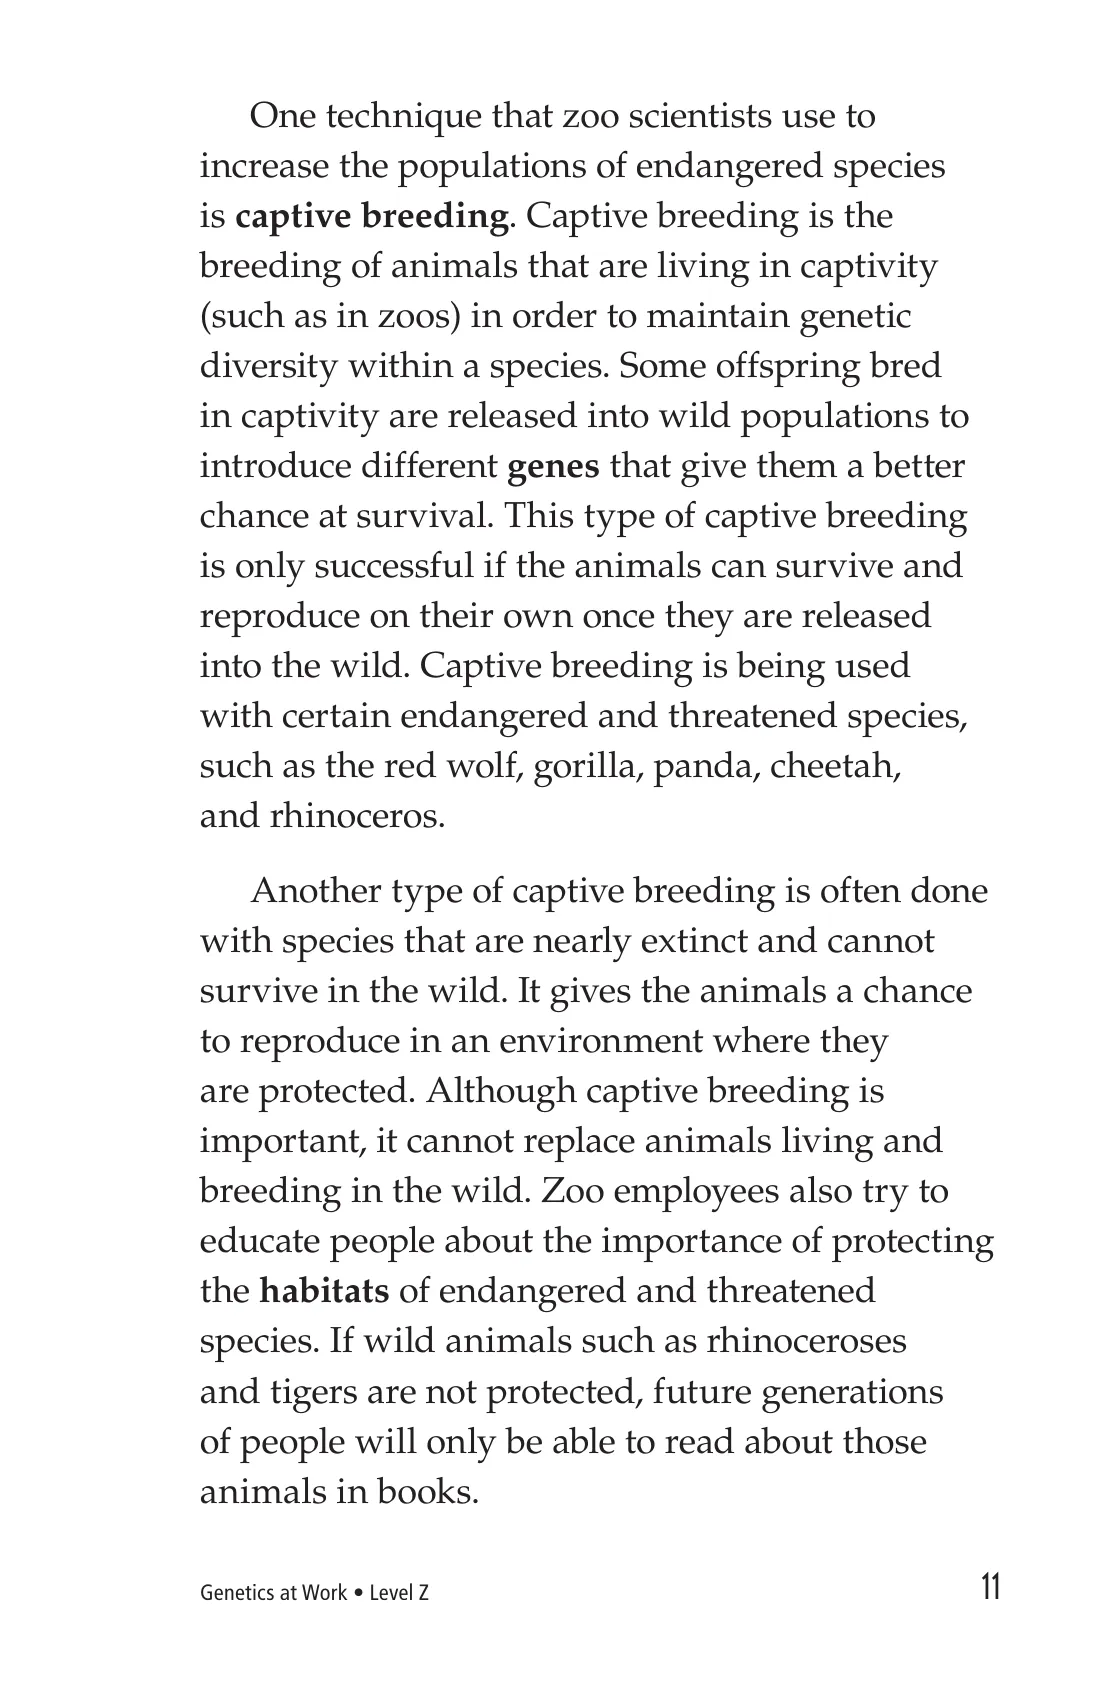 One technique that zoo scientists use to
increase the populations of endangered species
is captive breeding. Captive breeding is the
breeding of animals that are living in captivity
(such as in zoos) in order to maintain genetic
diversity within a species. Some offspring bred
in captivity are released into wild populations to
introduce different genes that give them a better
chance at survival. This type of captive breeding
is only successful if the animals can survive and
reproduce on their own once they are released
into the wild. Captive breeding is being used
with certain endangered and threatened species,
such as the red wolf, gorilla, panda, cheetah,
and rhinoceros.
Another type of captive breeding is often done
with species that are nearly extinct and cannot
survive in the wild. It gives the animals a chance
to reproduce in an environment where they
are protected. Although captive breeding is
important, it cannot replace animals living and
breeding in the wild. Zoo employees also try to
educate people about the importance of protecting
the habitats of endangered and threatened
species. If wild animals such as rhinoceroses
and tigers are not protected, future generations
of people will only be able to read about those
animals in books.
Genetics at Work • Level Z 11